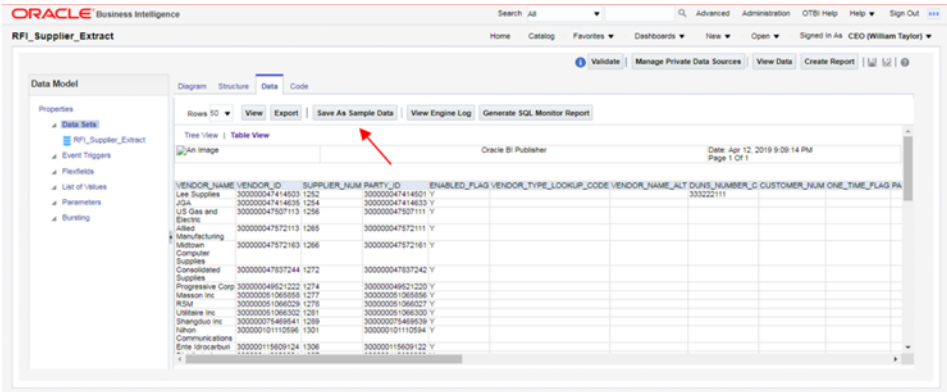 ORACLE Business Intelligence
Search All Advanced Administration OTBI Help Help Sign Out
RFI_Supplier_Extract
Home Catalog Favorites Dashboards New Open Signed In As CEO (William Taylor)
Validate Manage Private Data Sources View Data Create Report
Data Model
Diagram Structure Data Code
Properties
Data Sets
RFI_Supplier_Extract
Event Triggers
Flexfields
List of Values
Parameters
Bursting
Rows 50 View Export Save As Sample Data View Engine Log Generate SQL Monitor Report
Tree View | Table View
An Image Oracle BI Publisher Date: Apr 12, 2019 9:09:14 PM
Page 1 Of 1
VENDOR_NAME VENDOR_ID SUPPLIER_NUM PARTY_ID ENABLED_FLAG VENDOR_TYPE_LOOKUP_CODE VENDOR_NAME_ALT DUNS_NUMBER_C CUSTOMER_NUM ONE_TIME_FLAG PA
Lee Supplies 300000047414503 1252 300000047414501 Y 333222111
JGA 300000047414635 1254 300000047414633 Y
US Gas and Electric 300000047507113 1256 300000047507111 Y
Allied Manufacturing 300000047572113 1265 300000047572111 Y
Midtown Computer Supplies 300000047572163 1266 300000047572161 Y
Consolidated Supplies 300000047837244 1272 300000047837242 Y
Progressive Corp 300000049521222 1274 300000049521220 Y
Masson Inc 300000051065858 1277 300000051065856 Y
RSM 300000051066029 1278 300000051066027 Y
Utilitaire Inc 300000051066302 1281 300000051066300 Y
Shangduo Inc 300000075469541 1289 300000075469539 Y
Nihon Communications 300000101110596 1301 300000101110594 Y
Ente Idrocarburi 300000115609124 1306 300000115609122 Y